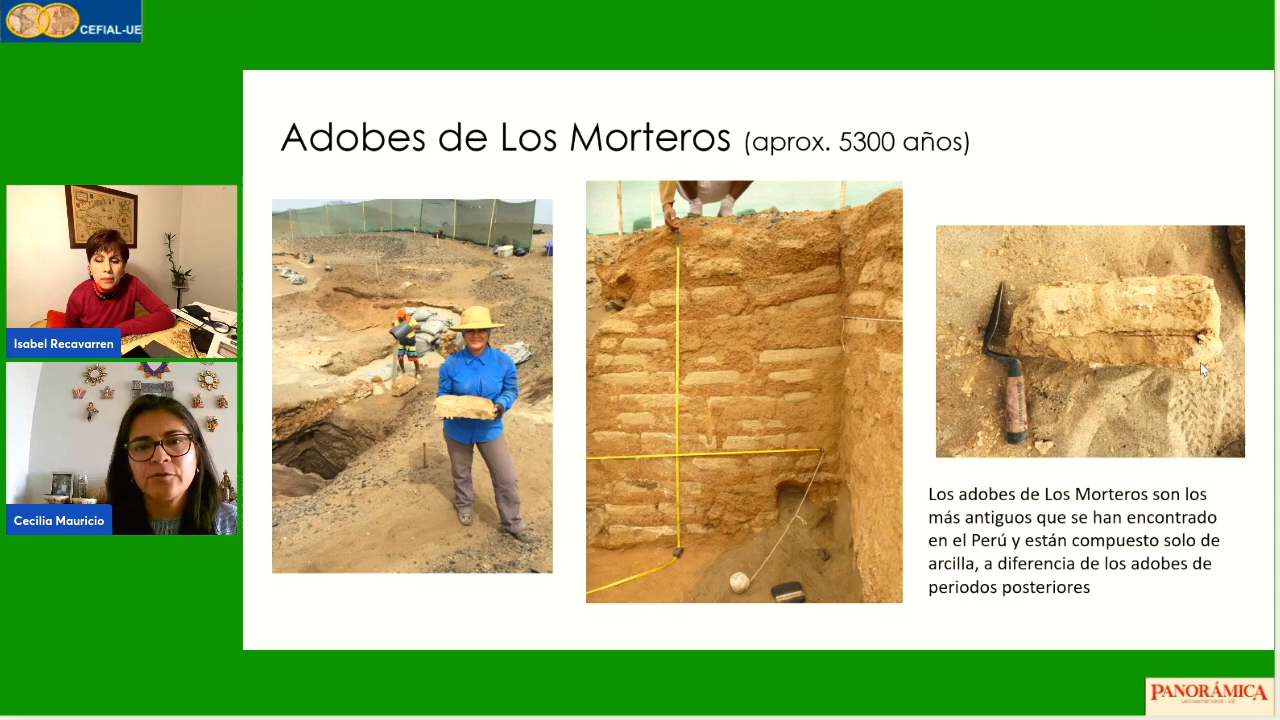 CEFIAL-UE
Adobes de Los Morteros (aprox. 5300 años)
Isabel Recavarren
Cecilia Mauricio
Los adobes de Los Morteros son los
más antiguos que se han encontrado
en el Perú y están compuesto solo de
arcilla, a diferencia de los adobes de
periodos posteriores
PANORÁMICA
Latinoamericana - UE